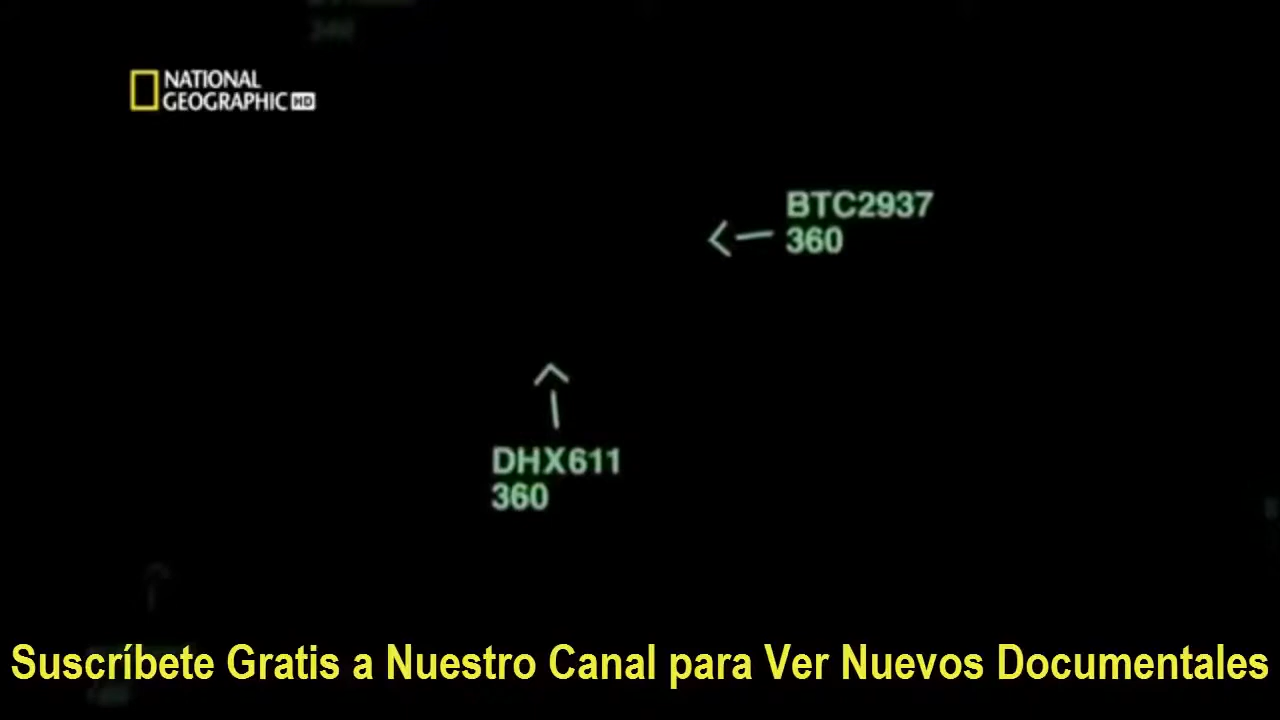 NATIONAL
GEOGRAPHIC HD
BTC2937
360
DHX611
360
Suscríbete Gratis a Nuestro Canal para Ver Nuevos Documentales